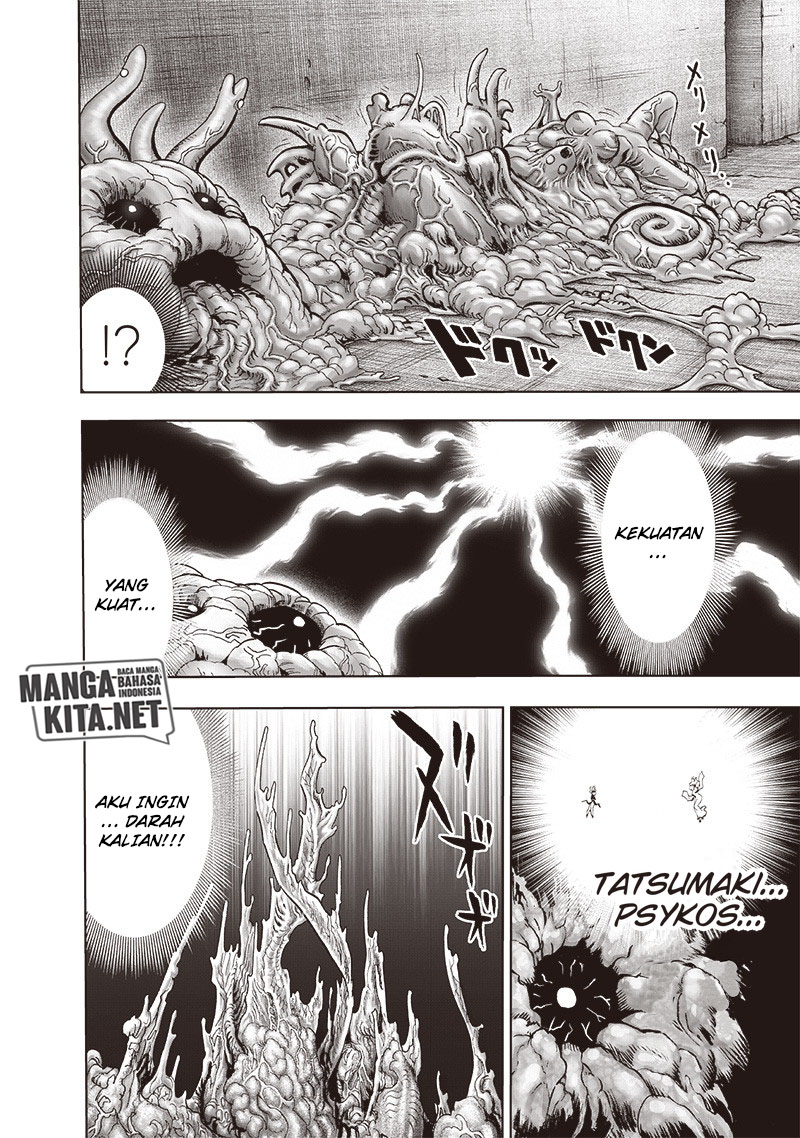 メリメリ..
!?
ドクン
ドクッ
KEKUATAN
...
YANG
KUAT...
MANGA
KITA.NET
BACA MANGA
BAHASA
INDONESIA
TATSUMAKI...
PSYKOS...
ズズズ
AKU INGIN
... DARAH
KALIAN!!!